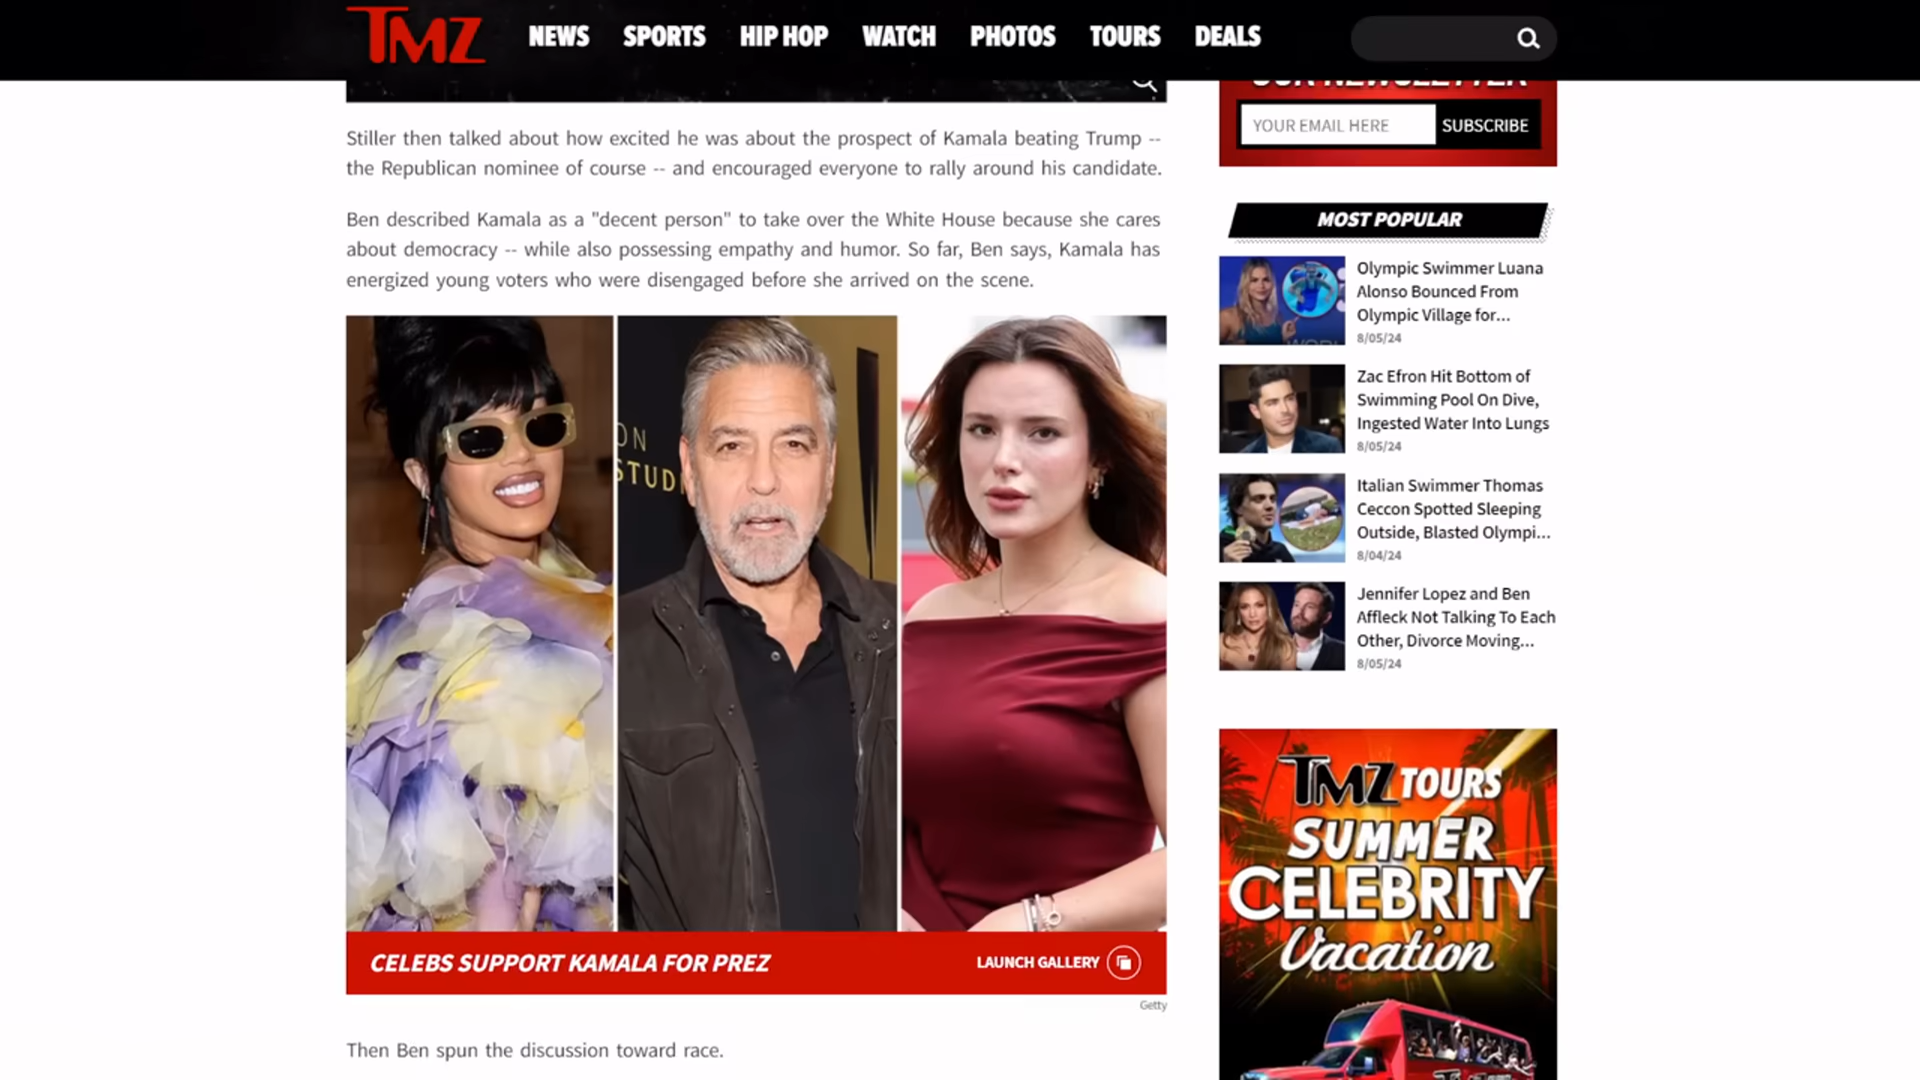 TMZ
NEWS SPORTS HIP HOP WATCH PHOTOS TOURS DEALS
Stiller then talked about how excited he was about the prospect of Kamala beating Trump --
the Republican nominee of course -- and encouraged everyone to rally around his candidate.
Ben described Kamala as a "decent person" to take over the White House because she cares
about democracy -- while also possessing empathy and humor. So far, Ben says, Kamala has
energized young voters who were disengaged before she arrived on the scene.
ON
STUDI
CELEBS SUPPORT KAMALA FOR PREZ
LAUNCH GALLERY
Getty
Then Ben spun the discussion toward race.
OUR NEWSLETTER
YOUR EMAIL HERE SUBSCRIBE
MOST POPULAR
Olympic Swimmer Luana
Alonso Bounced From
Olympic Village for...
8/05/24
Zac Efron Hit Bottom of
Swimming Pool On Dive,
Ingested Water Into Lungs
8/05/24
Italian Swimmer Thomas
Ceccon Spotted Sleeping
Outside, Blasted Olympi...
8/04/24
Jennifer Lopez and Ben
Affleck Not Talking To Each
Other, Divorce Moving...
8/05/24
TMZ TOURS
SUMMER
CELEBRITY
Vacation